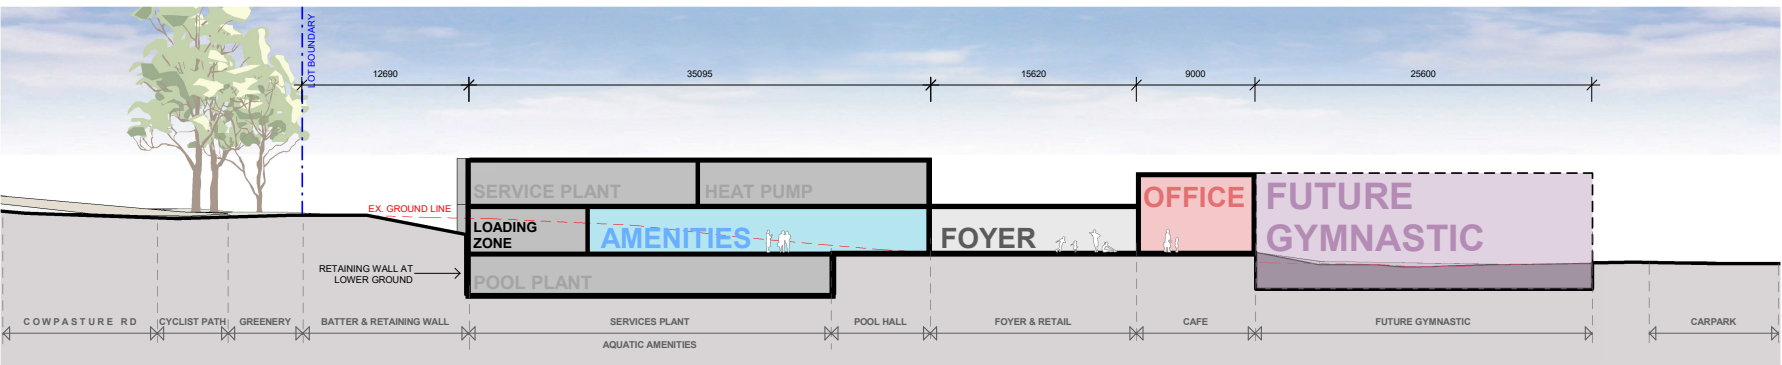 LOT BOUNDARY
12690
35095
15620
9000
25600
SERVICE PLANT
HEAT PUMP
OFFICE
FUTURE
GYMNASTIC
EX. GROUND LINE
LOADING
ZONE
AMENITIES
FOYER
RETAINING WALL AT
LOWER GROUND
POOL PLANT
COWPASTURE RD
CYCLIST PATH
GREENERY
BATTER & RETAINING WALL
SERVICES PLANT
POOL HALL
FOYER & RETAIL
CAFE
FUTURE GYMNASTIC
CARPARK
AQUATIC AMENITIES